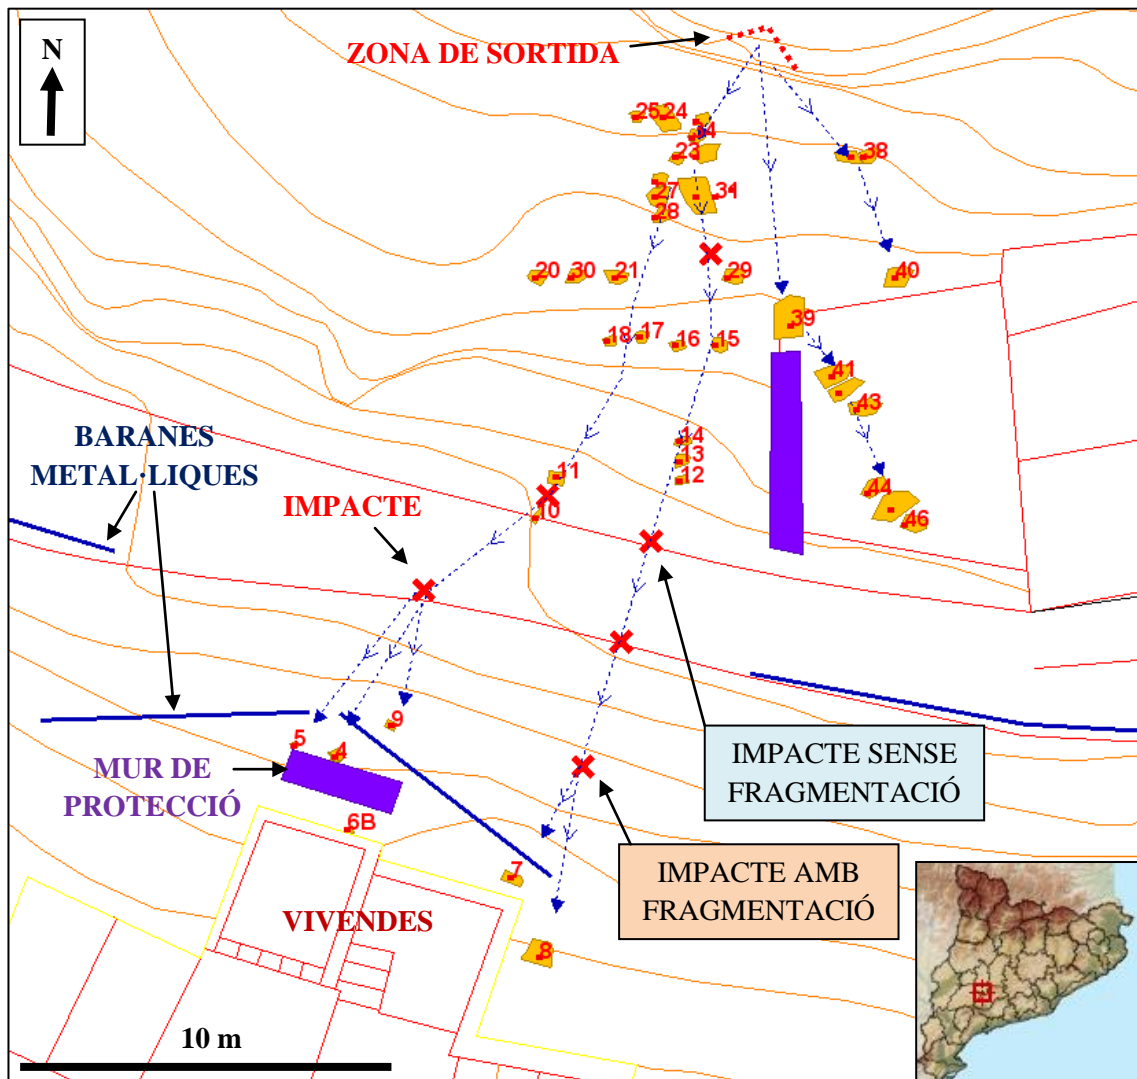 N
ZONA DE SORTIDA
25 24
34
23
38
27
31
28
20 30 21 29 40
39
18 17 16 15
41
43
BARANES
METAL·LIQUES
14
13
12
11
10
IMPACTE
44
46
9
5
4
MUR DE
PROTECCIÓ
IMPACTE SENSE
FRAGMENTACIÓ
6B
7
IMPACTE AMB
FRAGMENTACIÓ
VIVENDES
8
10 m